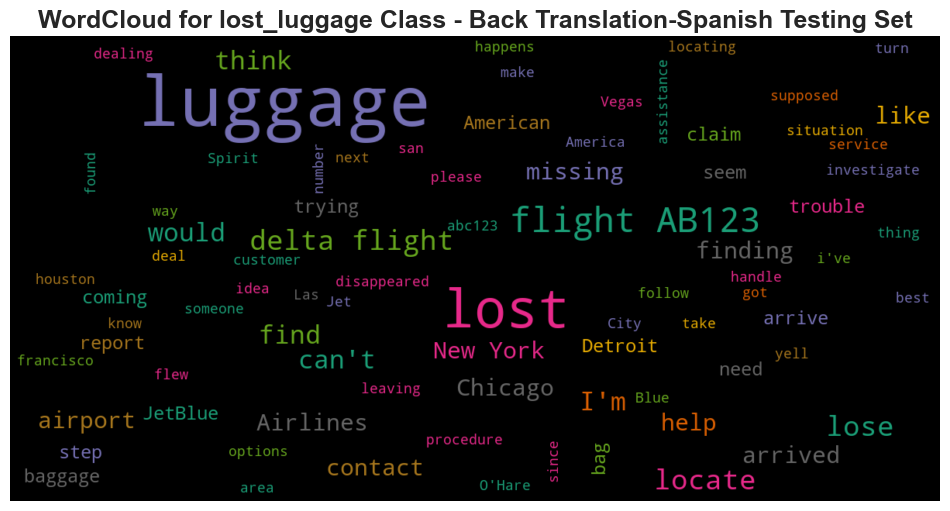 WordCloud for lost_luggage Class - Back Translation-Spanish Testing Set
dealing
think
happens
locating
turn
luggage
make
assistance
Vegas
supposed
like
American
claim
situation
America
service
found
Spirit
number
next
san
please
missing
seem
investigate
trying
trouble
way
would
abc123
flight AB123
thing
delta flight
deal
customer
finding
i've
houston
coming
idea
Las
disappeared
Jet
handle
follow
got
best
someone
lost
know
report
find
City
take
arrive
francisco
can't
New York
Detroit
yell
flew
leaving
Chicago
need
airport
JetBlue
Airlines
I'm
Blue
help
lose
step
options
procedure
since
bag
arrived
baggage
contact
area
O'Hare
locate